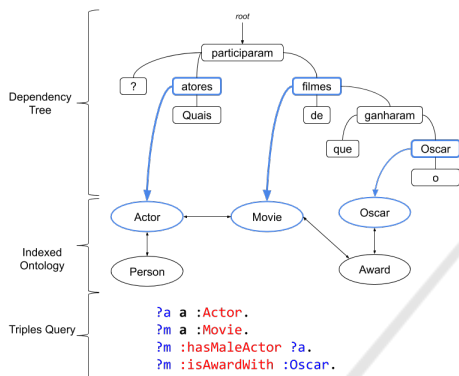 root
participaram
? atores filmes
Quais de ganharam
que Oscar
o
Dependency
Tree
Actor Movie Oscar
Person Award
Indexed
Ontology
Triples Query
?a a :Actor.
?m a :Movie.
?m :hasMaleActor ?a.
?m :isAwardWith :Oscar.